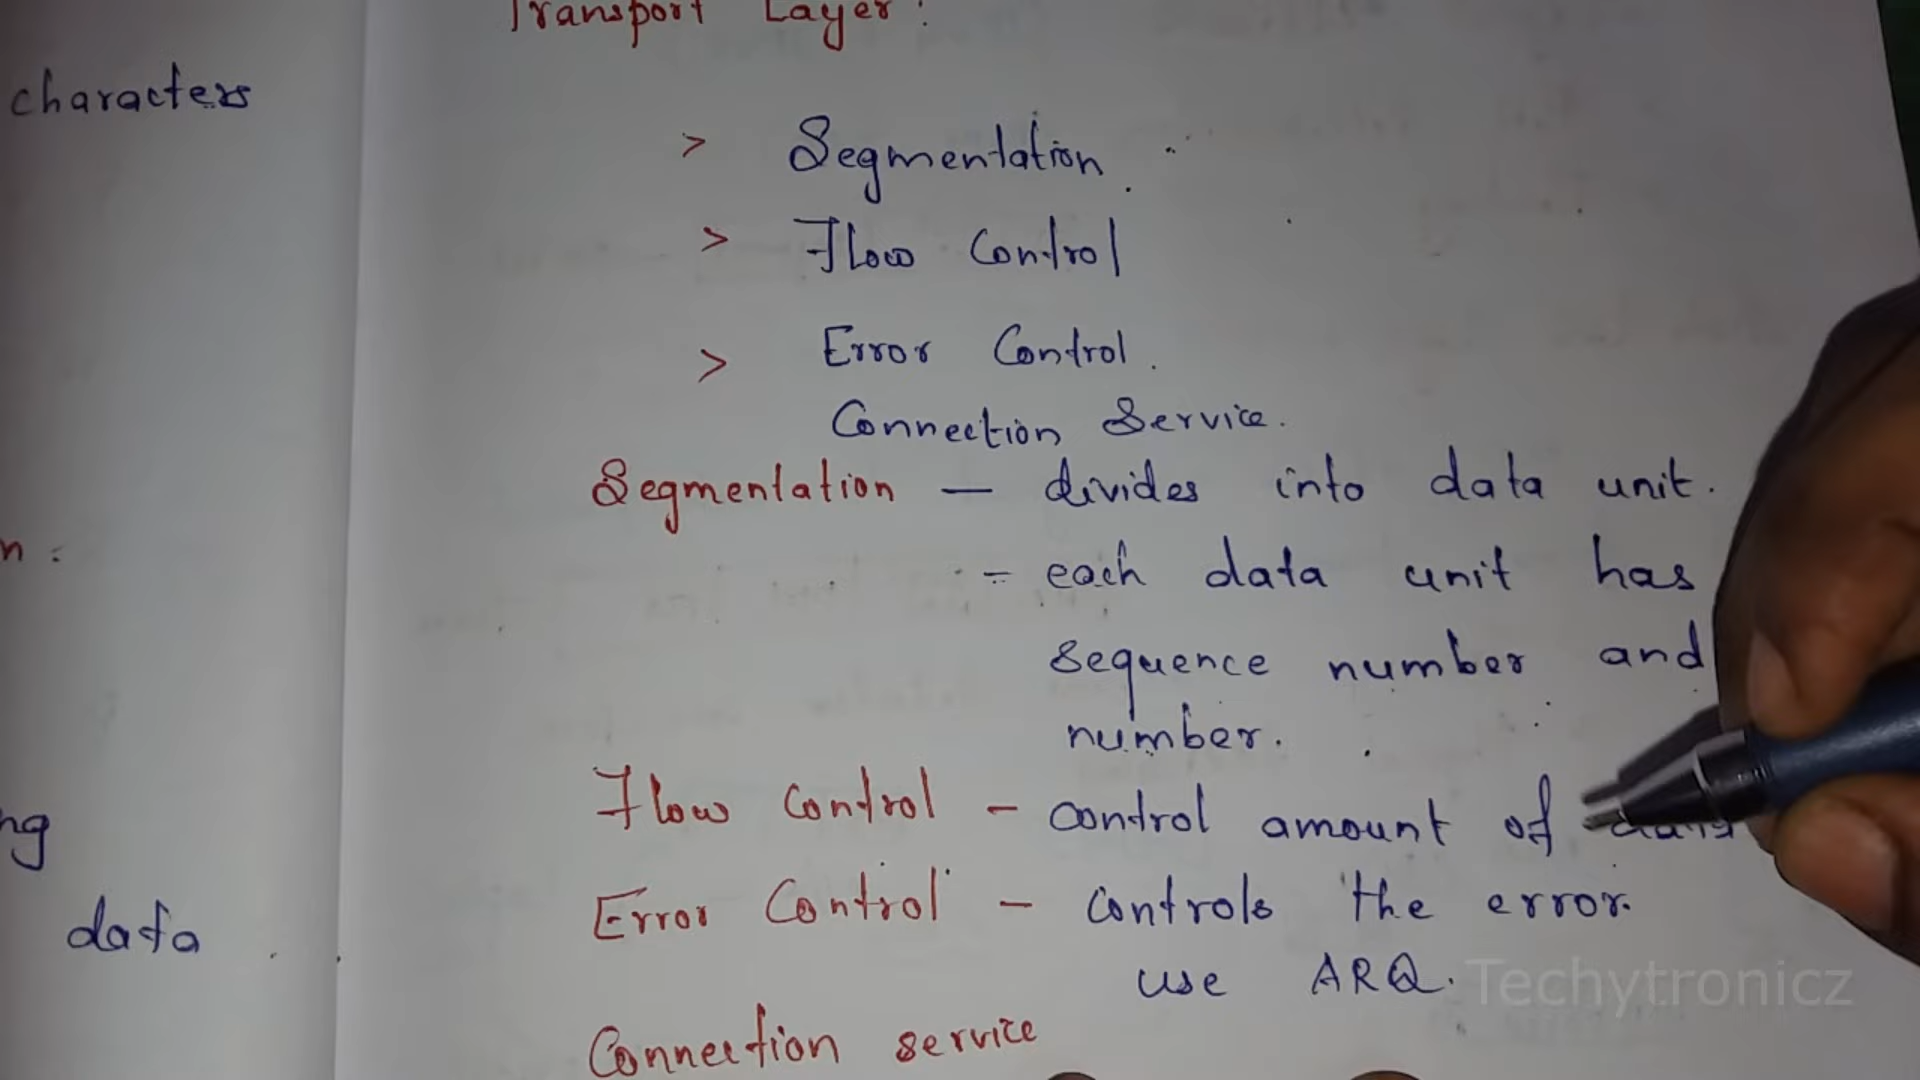 Transport Layer:
characters
> Segmentation.
> Flow Control
> Error Control.
Connection Service.
Segmentation — divides into data unit.
n:
- each data unit has
sequence number and
number.
Flow control - control amount of data
ng
Error Control - controls the error.
data
use ARQ.
Techytronicz
Connection service